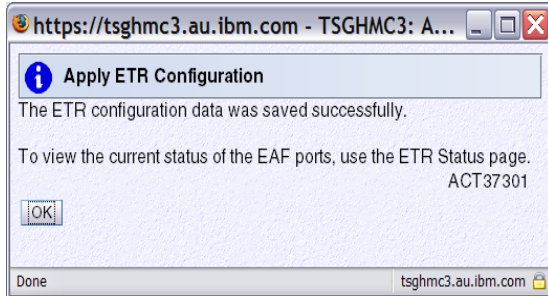 https://tsghmc3.au.ibm.com - TSGHMC3: A...
Apply ETR Configuration
The ETR configuration data was saved successfully.
To view the current status of the EAF ports, use the ETR Status page.
ACT37301
OK
Done
tsghmc3.au.ibm.com